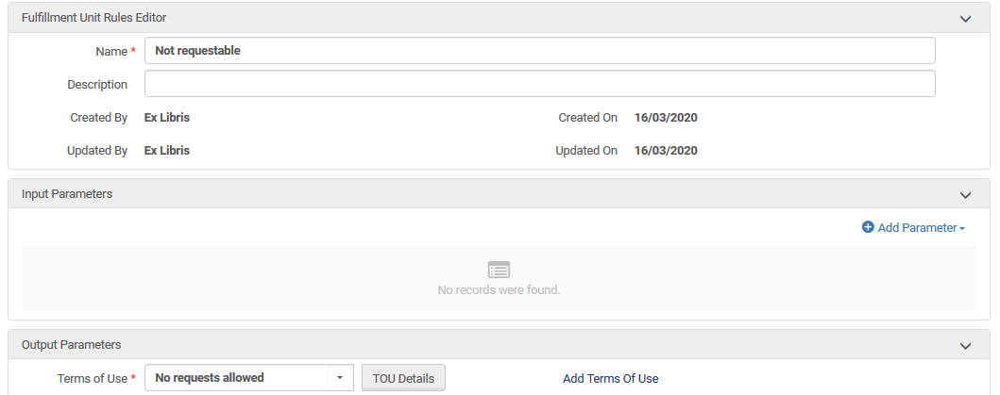 Fulfillment Unit Rules Editor
Name * Not requestable
Description
Created By Ex Libris Created On 16/03/2020
Updated By Ex Libris Updated On 16/03/2020
Input Parameters
Add Parameter
No records were found.
Output Parameters
Terms of Use * No requests allowed TOU Details Add Terms Of Use